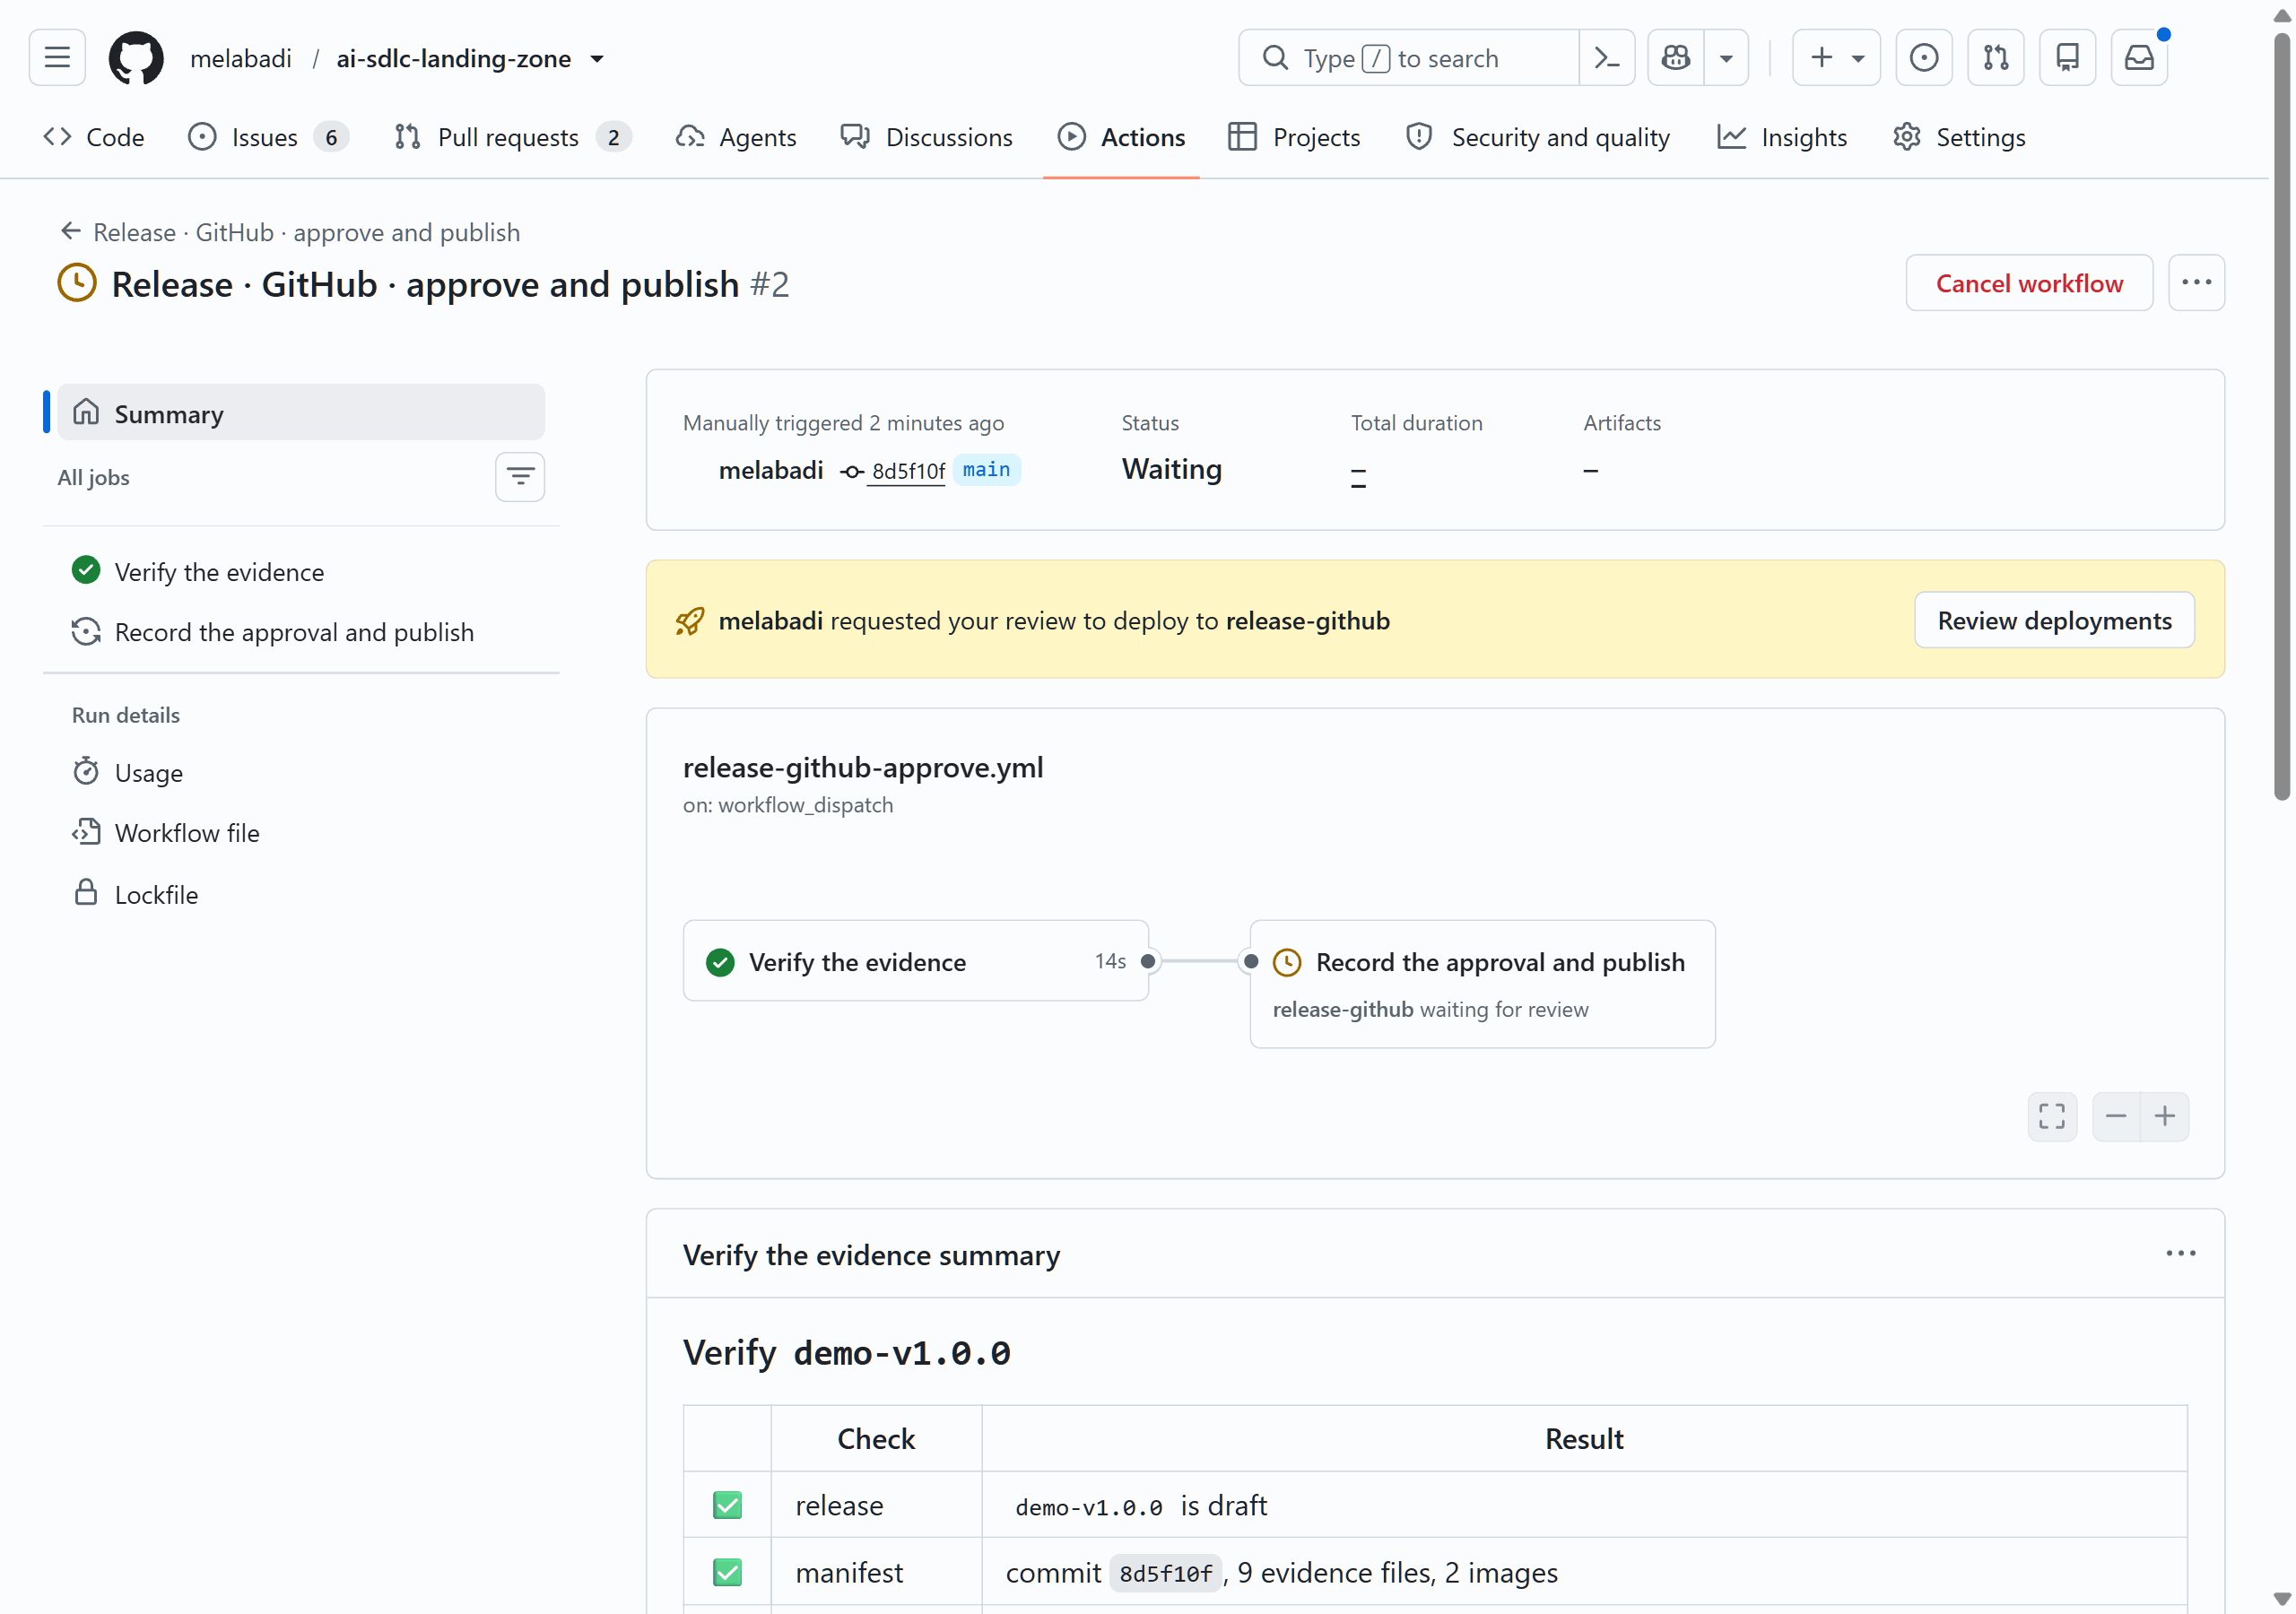 melabadi / ai-sdlc-landing-zone
Type / to search
Code
Issues 6
Pull requests 2
Agents
Discussions
Actions
Projects
Security and quality
Insights
Settings
Release · GitHub · approve and publish
Release · GitHub · approve and publish #2
Cancel workflow
Summary
All jobs
Verify the evidence
Record the approval and publish
Run details
Usage
Workflow file
Lockfile
Manually triggered 2 minutes ago
melabadi 8d5f10f main
Status
Waiting
Total duration
–
Artifacts
–
melabadi requested your review to deploy to release-github
Review deployments
release-github-approve.yml
on: workflow_dispatch
Verify the evidence 14s
Record the approval and publish
release-github waiting for review
Verify the evidence summary
Verify demo-v1.0.0
Check Result
release demo-v1.0.0 is draft
manifest commit 8d5f10f, 9 evidence files, 2 images